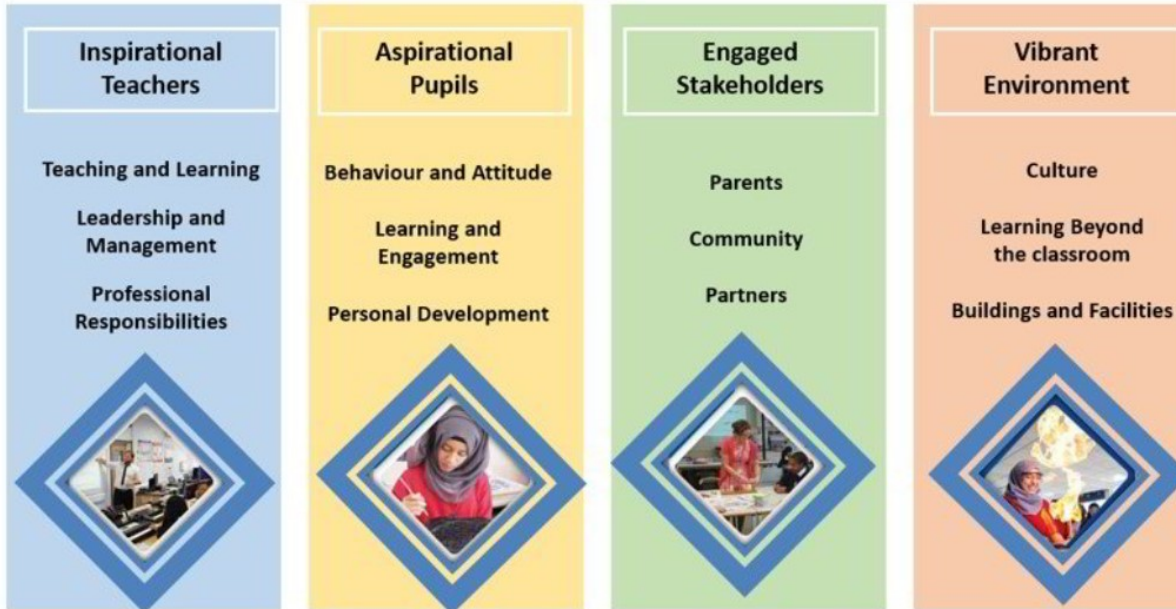 Inspirational
Teachers
Teaching and Learning
Leadership and
Management
Professional
Responsibilities
Aspirational
Pupils
Behaviour and Attitude
Learning and
Engagement
Personal Development
Engaged
Stakeholders
Parents
Community
Partners
Vibrant
Environment
Culture
Learning Beyond
the classroom
Buildings and Facilities